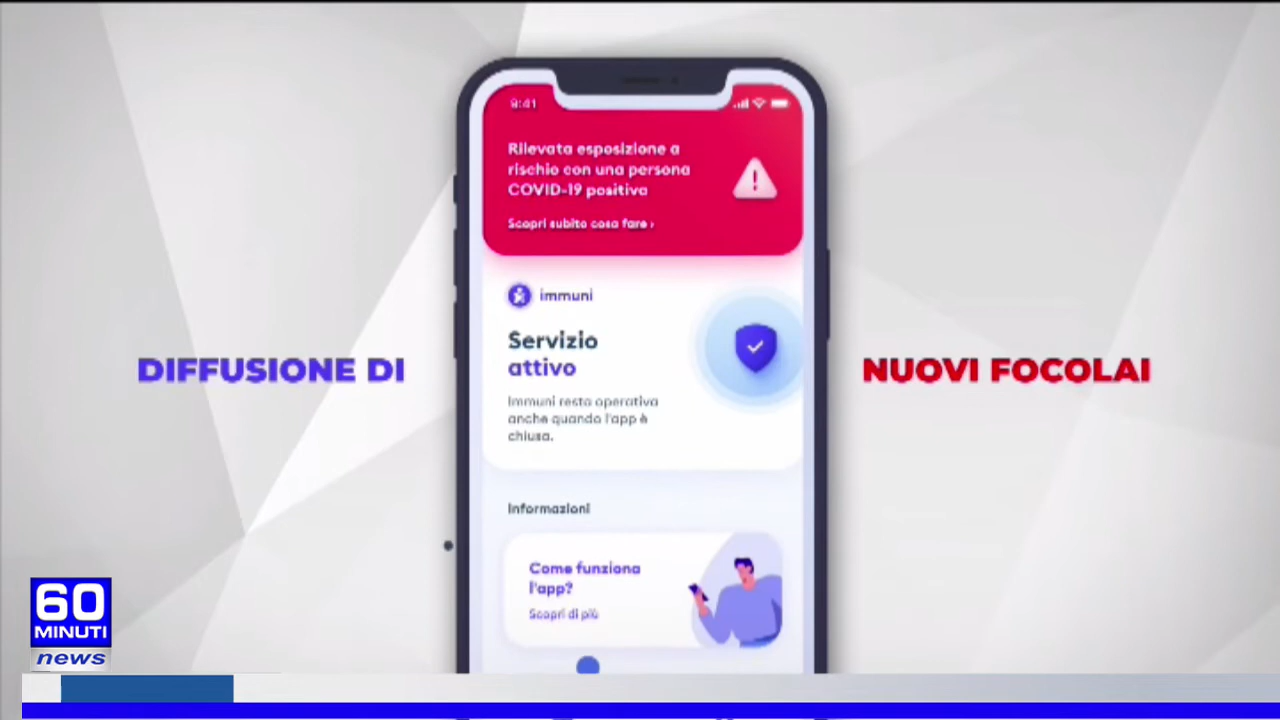 9:41
Rilevata esposizione a
rischio con una persona
COVID-19 positiva
Scopri subito cosa fare ›
immuni
Servizio
attivo
DIFFUSIONE DI
NUOVI FOCOLAI
Immuni resta operativa
anche quando l'app è
chiusa.
Informazioni
Come funziona
l'app?
Scopri di più
60
MINUTI
news